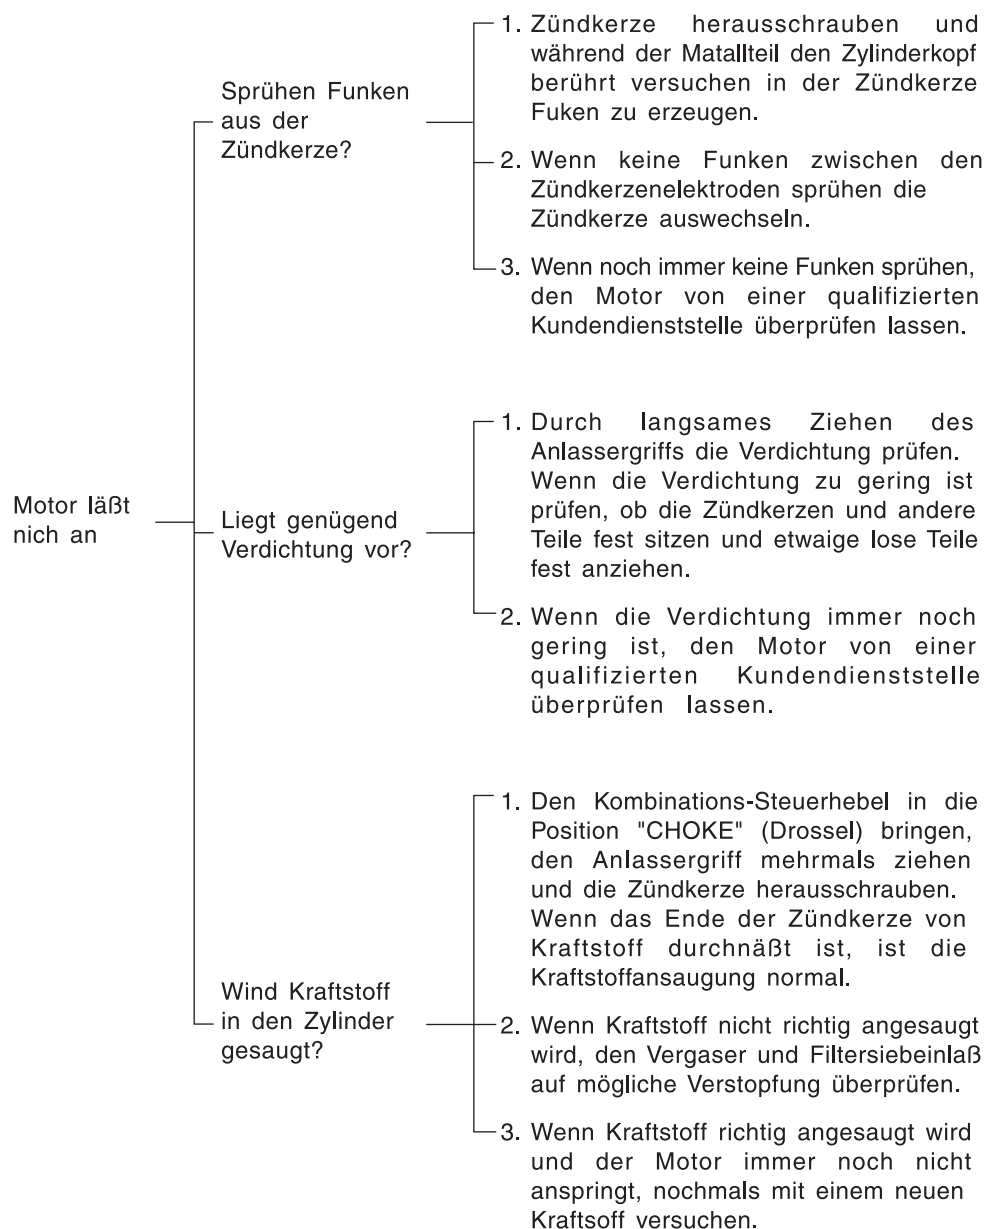 Motor läßt
nich an
Sprühen Funken
aus der
Zündkerze?
1. Zündkerze herausschrauben und
während der Matallteil den Zylinderkopf
berührt versuchen in der Zündkerze
Fuken zu erzeugen.
2. Wenn keine Funken zwischen den
Zündkerzenelektroden sprühen die
Zündkerze auswechseln.
3. Wenn noch immer keine Funken sprühen,
den Motor von einer qualifizierten
Kundendienststelle überprüfen lassen.
Liegt genügend
Verdichtung vor?
1. Durch langsames Ziehen des
Anlassergriffs die Verdichtung prüfen.
Wenn die Verdichtung zu gering ist
prüfen, ob die Zündkerzen und andere
Teile fest sitzen und etwaige lose Teile
fest anziehen.
2. Wenn die Verdichtung immer noch
gering ist, den Motor von einer
qualifizierten Kundendienststelle
überprüfen lassen.
Wind Kraftstoff
in den Zylinder
gesaugt?
1. Den Kombinations-Steuerhebel in die
Position "CHOKE" (Drossel) bringen,
den Anlassergriff mehrmals ziehen
und die Zündkerze herausschrauben.
Wenn das Ende der Zündkerze von
Kraftstoff durchnäßt ist, ist die
Kraftstoffansaugung normal.
2. Wenn Kraftstoff nicht richtig angesaugt
wird, den Vergaser und Filtersiebeinlaß
auf mögliche Verstopfung überprüfen.
3. Wenn Kraftstoff richtig angesaugt wird
und der Motor immer noch nicht
anspringt, nochmals mit einem neuen
Kraftsoff versuchen.